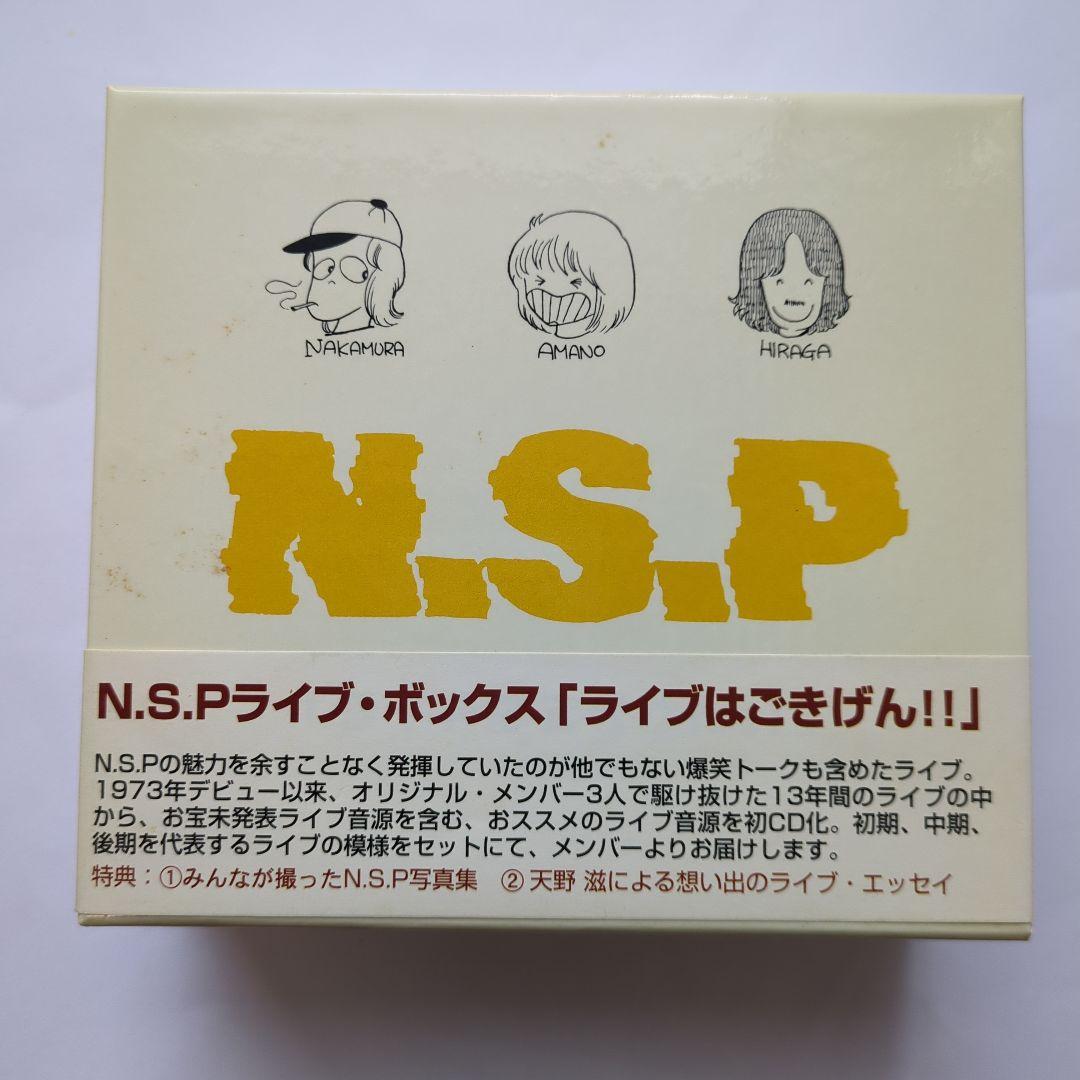 NAKAMURA AMANO HIRAGA
N.S.P
N.S.Pライブ・ボックス「ライブはごきげん!!」
N.S.Pの魅力を余すことなく発揮していたのが他でもない爆笑トークも含めたライブ。
1973年デビュー以来、オリジナル・メンバー3人で駆け抜けた13年間のライブの中
から、お宝未発表ライブ音源を含む、おススメのライブ音源を初CD化。初期、中期、
後期を代表するライブの模様をセットにて、メンバーよりお届けします。
特典：①みんなが撮ったN.S.P写真集 ②天野 滋による想い出のライブ・エッセイ